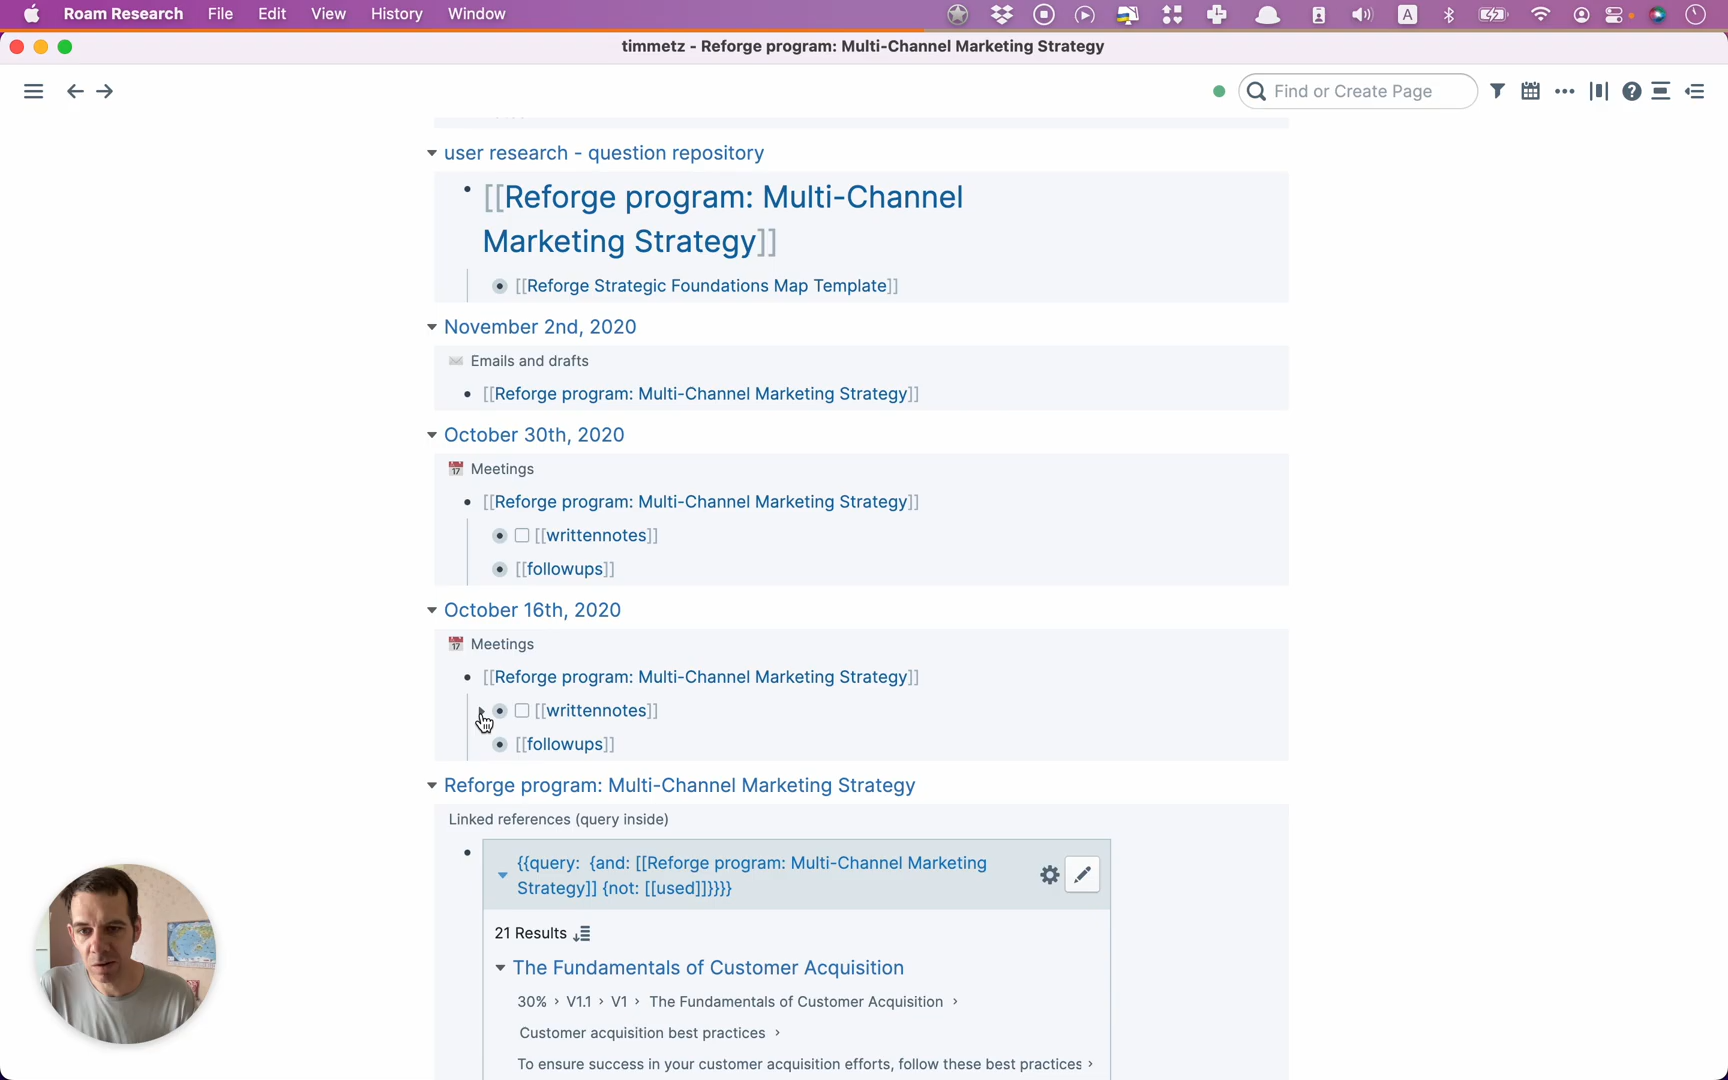 Roam Research File Edit View History Window
timmetz - Reforge program: Multi-Channel Marketing Strategy
Find or Create Page
user research - question repository
[[Reforge program: Multi-Channel
Marketing Strategy]]
[[Reforge Strategic Foundations Map Template]]
November 2nd, 2020
Emails and drafts
[[Reforge program: Multi-Channel Marketing Strategy]]
October 30th, 2020
Meetings
[[Reforge program: Multi-Channel Marketing Strategy]]
[[writtennotes]]
[[followups]]
October 16th, 2020
Meetings
[[Reforge program: Multi-Channel Marketing Strategy]]
[[writtennotes]]
[[followups]]
Reforge program: Multi-Channel Marketing Strategy
Linked references (query inside)
{{query: {and: [[Reforge program: Multi-Channel Marketing
Strategy]] {not: [[used]]}}}}
21 Results
The Fundamentals of Customer Acquisition
30% › V1.1 › V1 › The Fundamentals of Customer Acquisition ›
Customer acquisition best practices ›
To ensure success in your customer acquisition efforts, follow these best practices ›